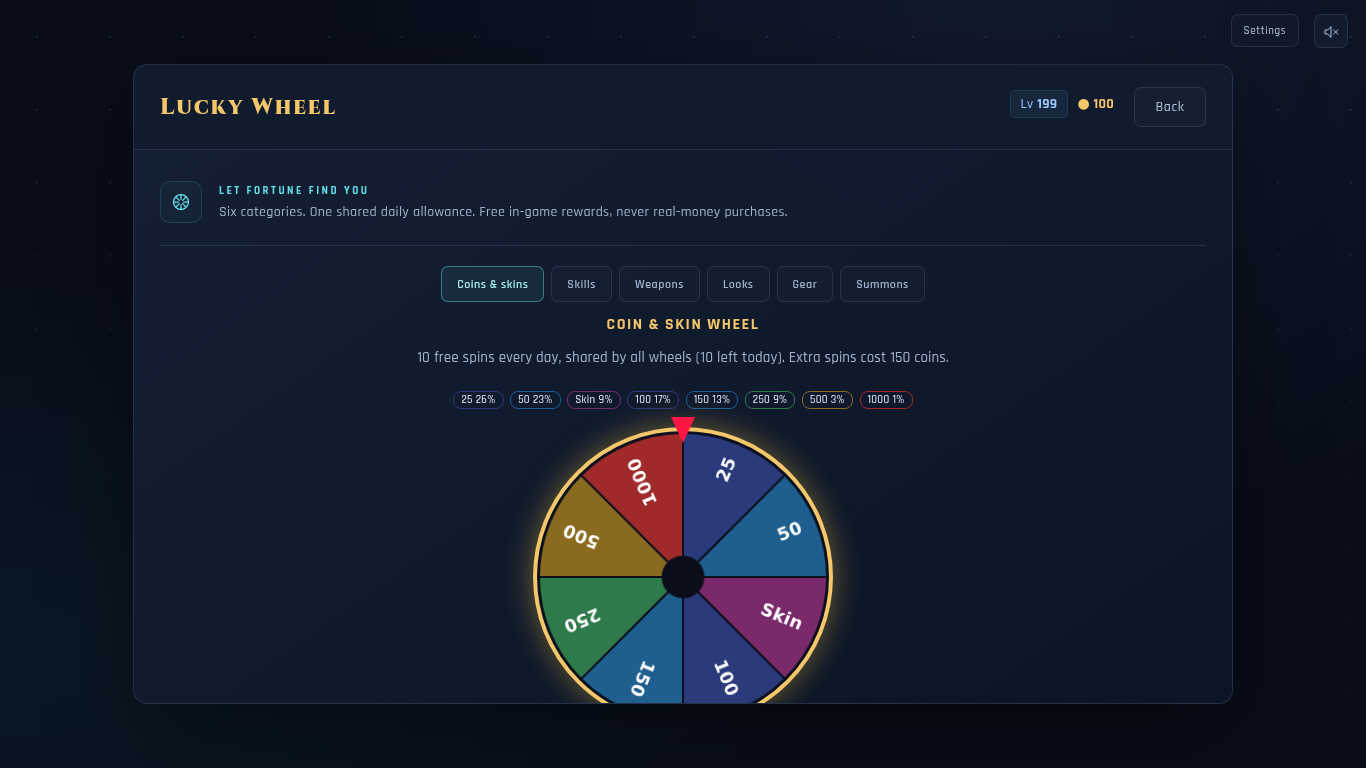 Settings
Lucky Wheel
Lv 199
100
Back
LET FORTUNE FIND YOU
Six categories. One shared daily allowance. Free in-game rewards, never real-money purchases.
Coins & skins
Skills
Weapons
Looks
Gear
Summons
COIN & SKIN WHEEL
10 free spins every day, shared by all wheels (10 left today). Extra spins cost 150 coins.
25 26%
50 23%
Skin 9%
100 17%
150 13%
250 9%
500 3%
1000 1%
25
50
Skin
100
150
250
500
1000